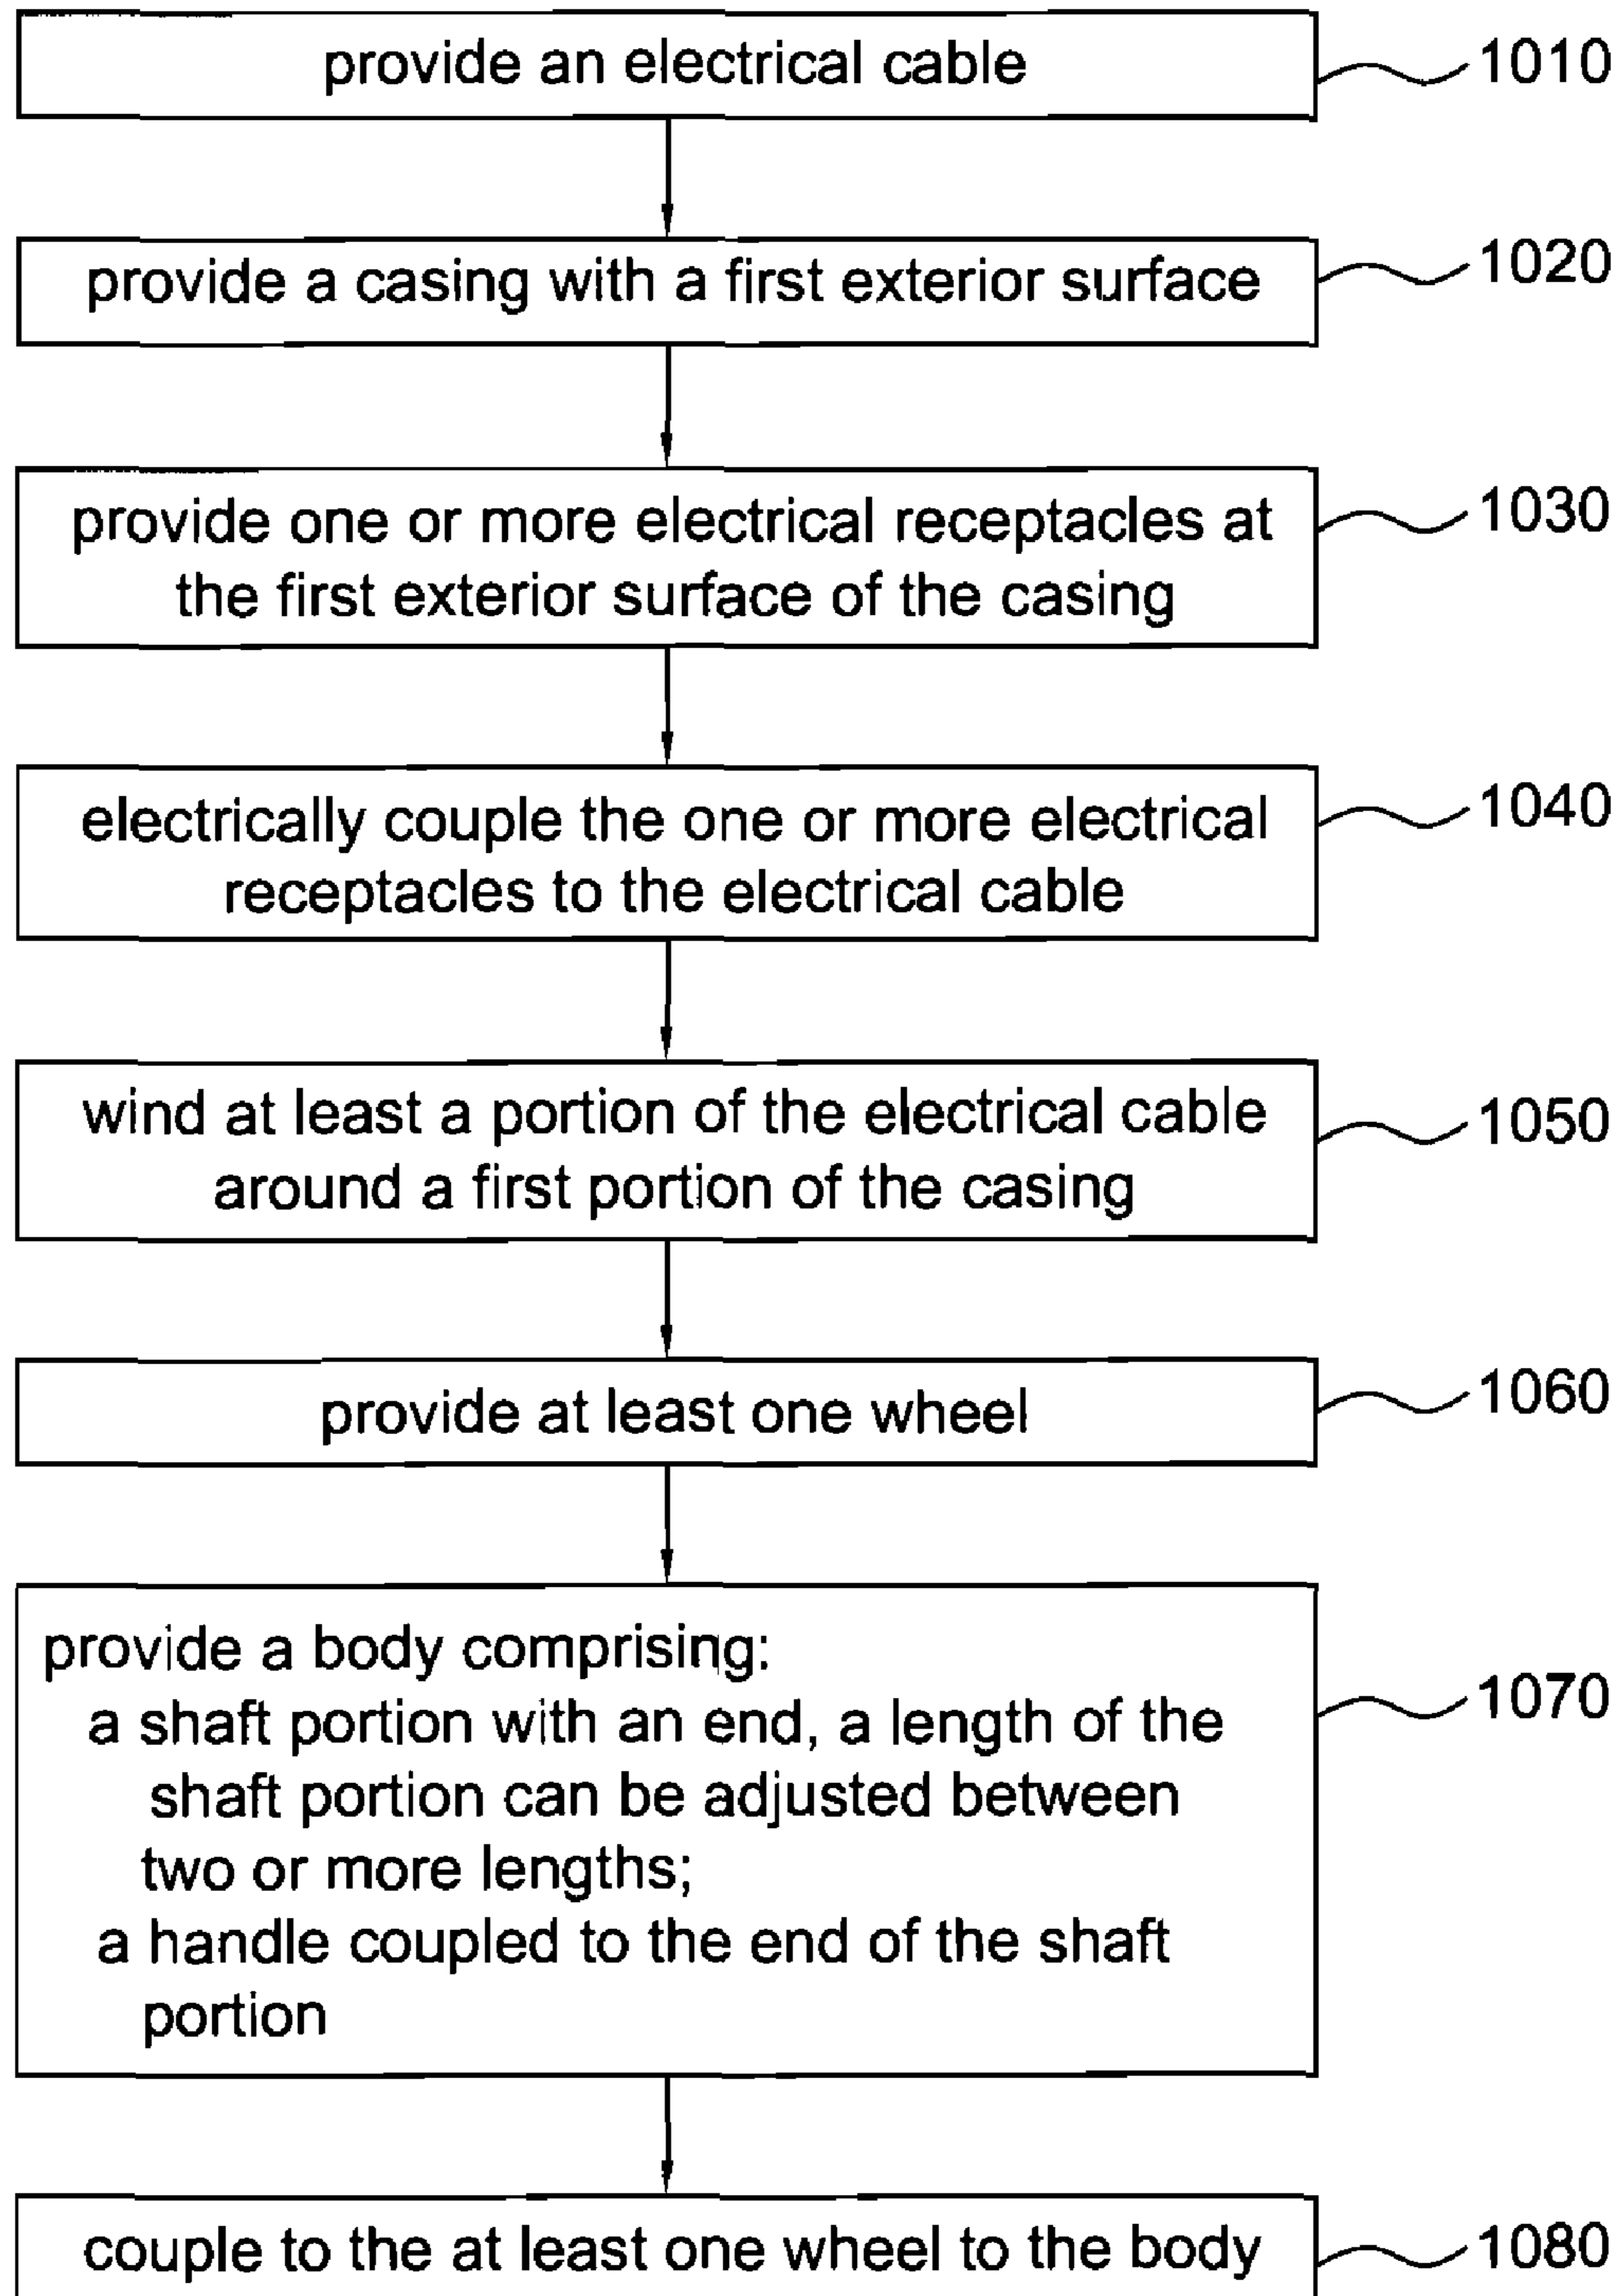 provide an electrical cable
1010
provide a casing with a first exterior surface
1020
provide one or more electrical receptacles at
the first exterior surface of the casing
1030
electrically couple the one or more electrical
receptacles to the electrical cable
1040
wind at least a portion of the electrical cable
around a first portion of the casing
1050
provide at least one wheel
1060
provide a body comprising:
a shaft portion with an end, a length of the
shaft portion can be adjusted between
two or more lengths;
a handle coupled to the end of the shaft
portion
1070
couple to the at least one wheel to the body
1080